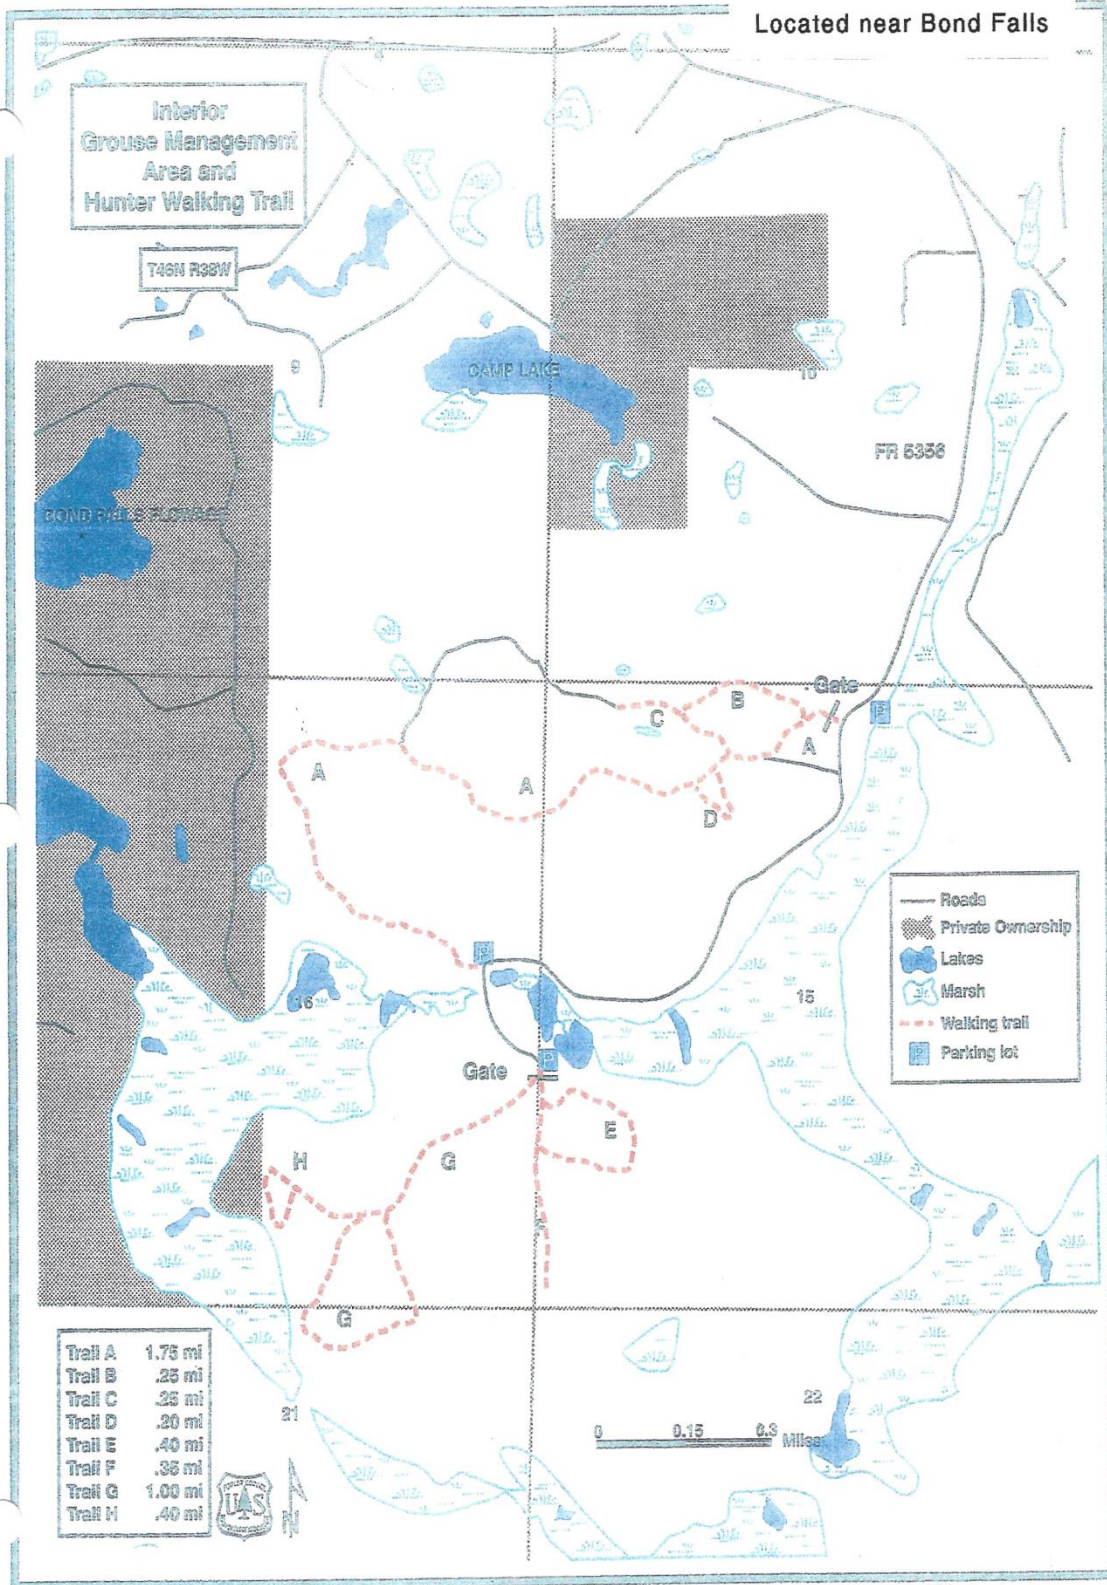 Located near Bond Falls
Interior
Grouse Management
Area and
Hunter Walking Trail
T46N R38W
9
CAMP LAKE
10
FR 5356
BOND FALLS FLOWAGE
Gate
B
P
C
A
A
A
D
Roads
Private Ownership
Lakes
Marsh
Walking trail
P Parking lot
P
16
15
P
Gate
E
H
G
F
G
Trail A 1.75 mi
Trail B .25 mi
Trail C .25 mi
Trail D .20 mi
Trail E .40 mi
Trail F .35 mi
Trail G 1.00 mi
Trail H .40 mi
21
22
0 0.15 0.3
Miles
U S
N